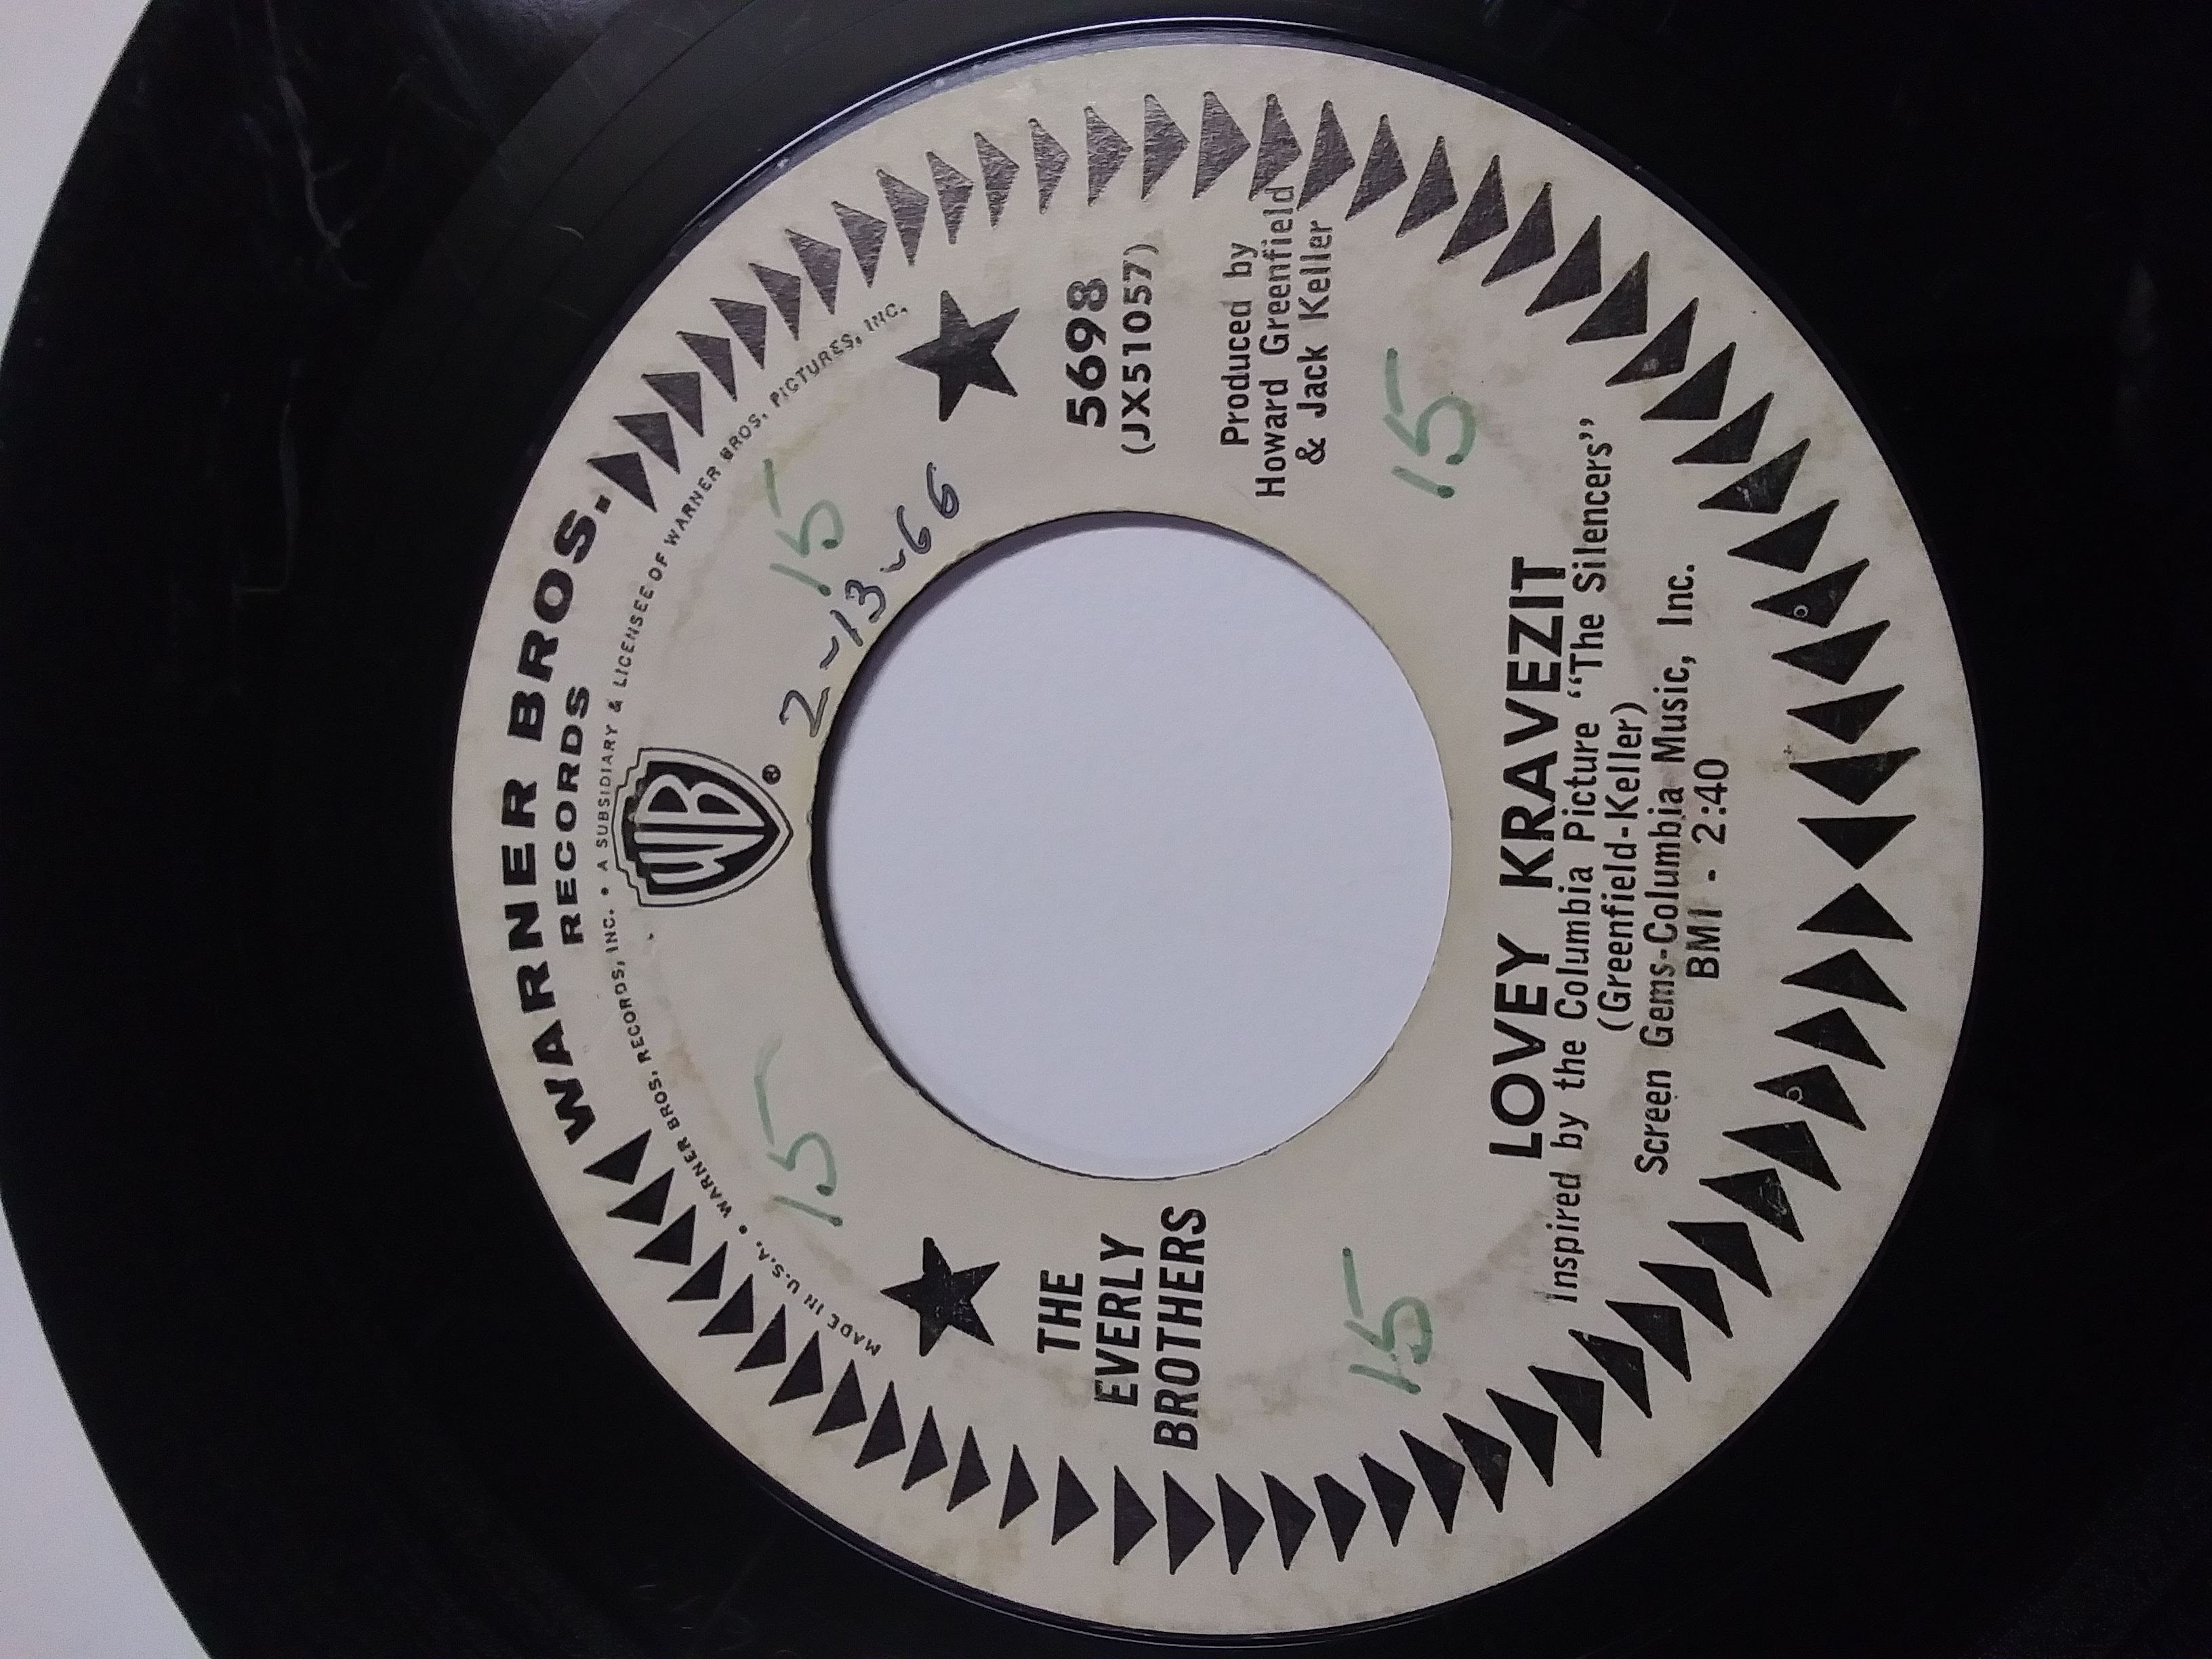 WARNER BROS.
RECORDS
MADE IN U.S.A. • WARNER BROS. RECORDS, INC. • A SUBSIDIARY & LICENSEE OF WARNER BROS. PICTURES, INC.
WB®
15
15
2-13-66
THE
EVERLY
BROTHERS
5698
(JX51057)
Produced by
Howard Greenfield
& Jack Keller
15
15
LOVEY KRAVEZIT
Inspired by the Columbia Picture “The Silencers”
(Greenfield-Keller)
Screen Gems-Columbia Music, Inc.
BMI - 2:40